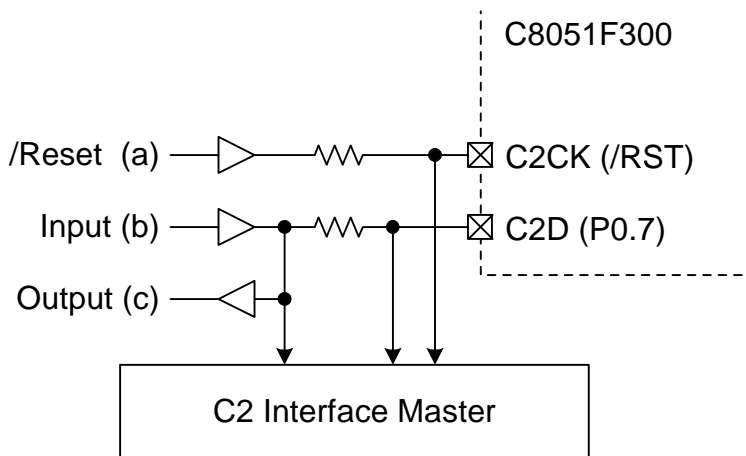 C8051F300
/Reset (a)
C2CK (/RST)
Input (b)
C2D (P0.7)
Output (c)
C2 Interface Master